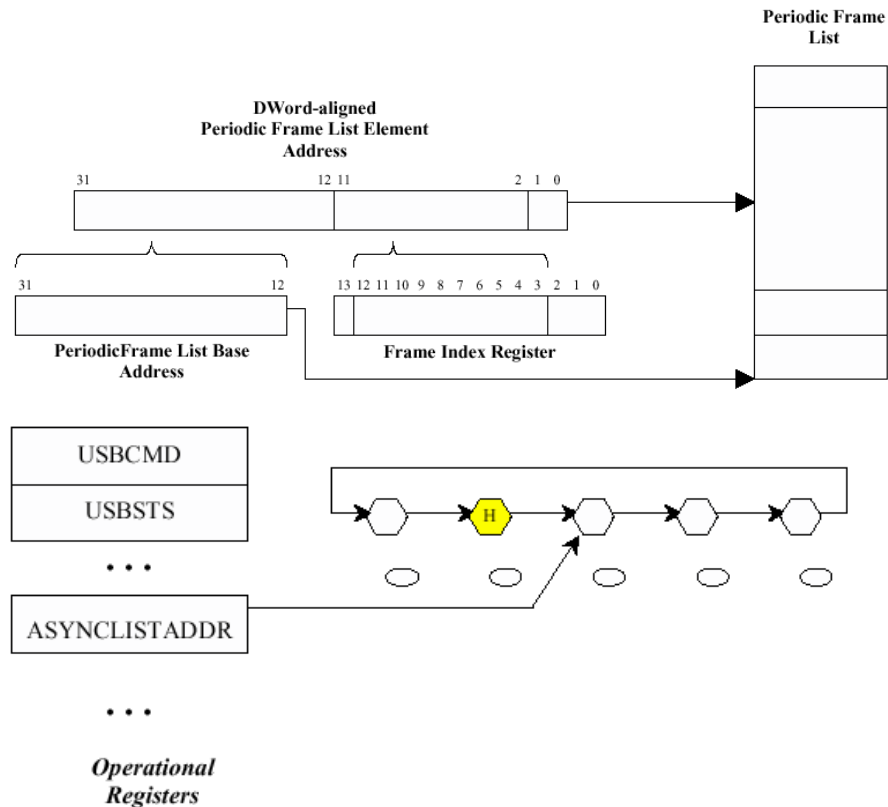 Periodic Frame
List
DWord-aligned
Periodic Frame List Element
Address
31 12 11 2 1 0
31 12
13 12 11 10 9 8 7 6 5 4 3 2 1 0
PeriodicFrame List Base
Address
Frame Index Register
USBCMD
USBSTS
• • •
H
ASYNCLISTADDR
• • •
Operational
Registers